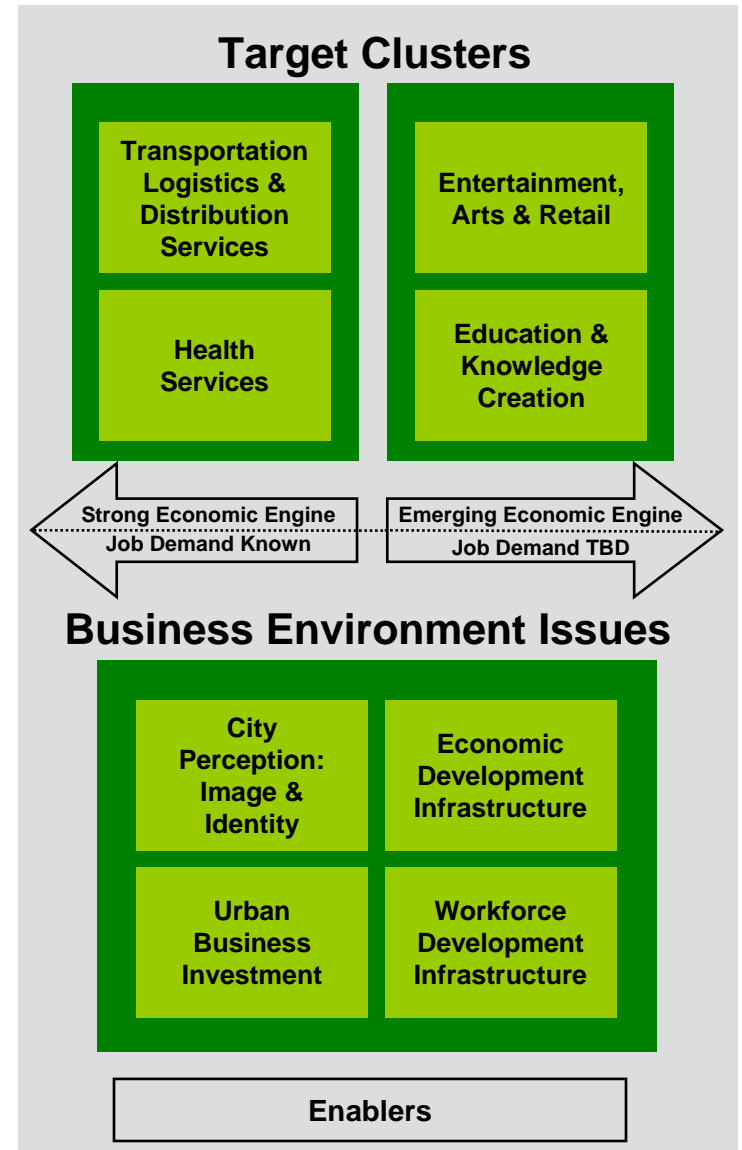 Target Clusters
Transportation
Logistics &
Distribution
Services
Entertainment,
Arts & Retail
Health
Services
Education &
Knowledge
Creation
Strong Economic Engine
Job Demand Known
Emerging Economic Engine
Job Demand TBD
Business Environment Issues
City
Perception:
Image &
Identity
Economic
Development
Infrastructure
Urban
Business
Investment
Workforce
Development
Infrastructure
Enablers